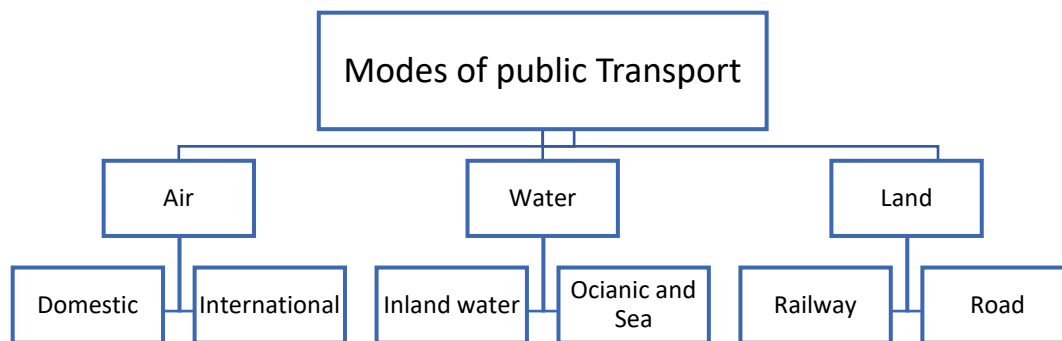 Modes of public Transport
Air
Water
Land
Domestic
International
Inland water
Ocianic and
Sea
Railway
Road